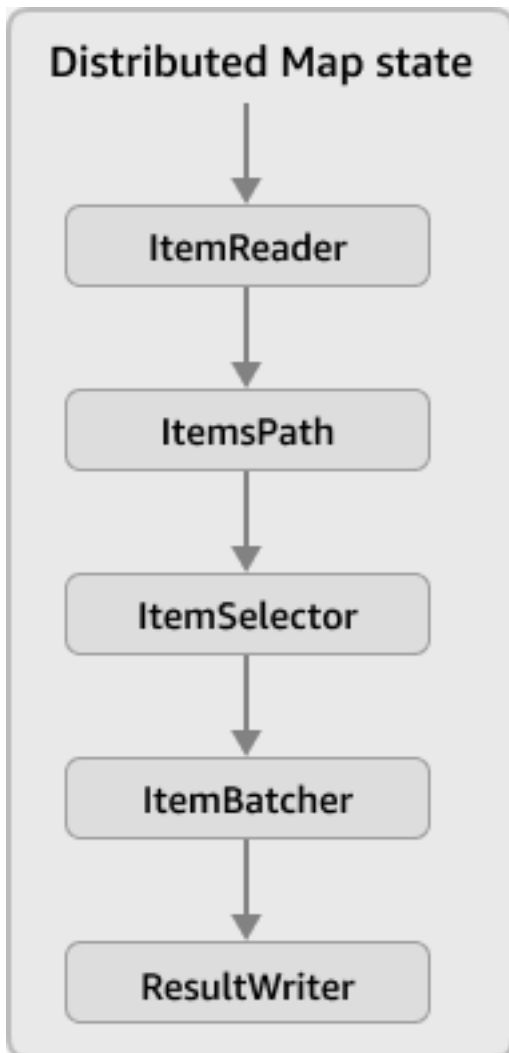 Distributed Map state
ItemReader
ItemsPath
ItemSelector
ItemBatcher
ResultWriter